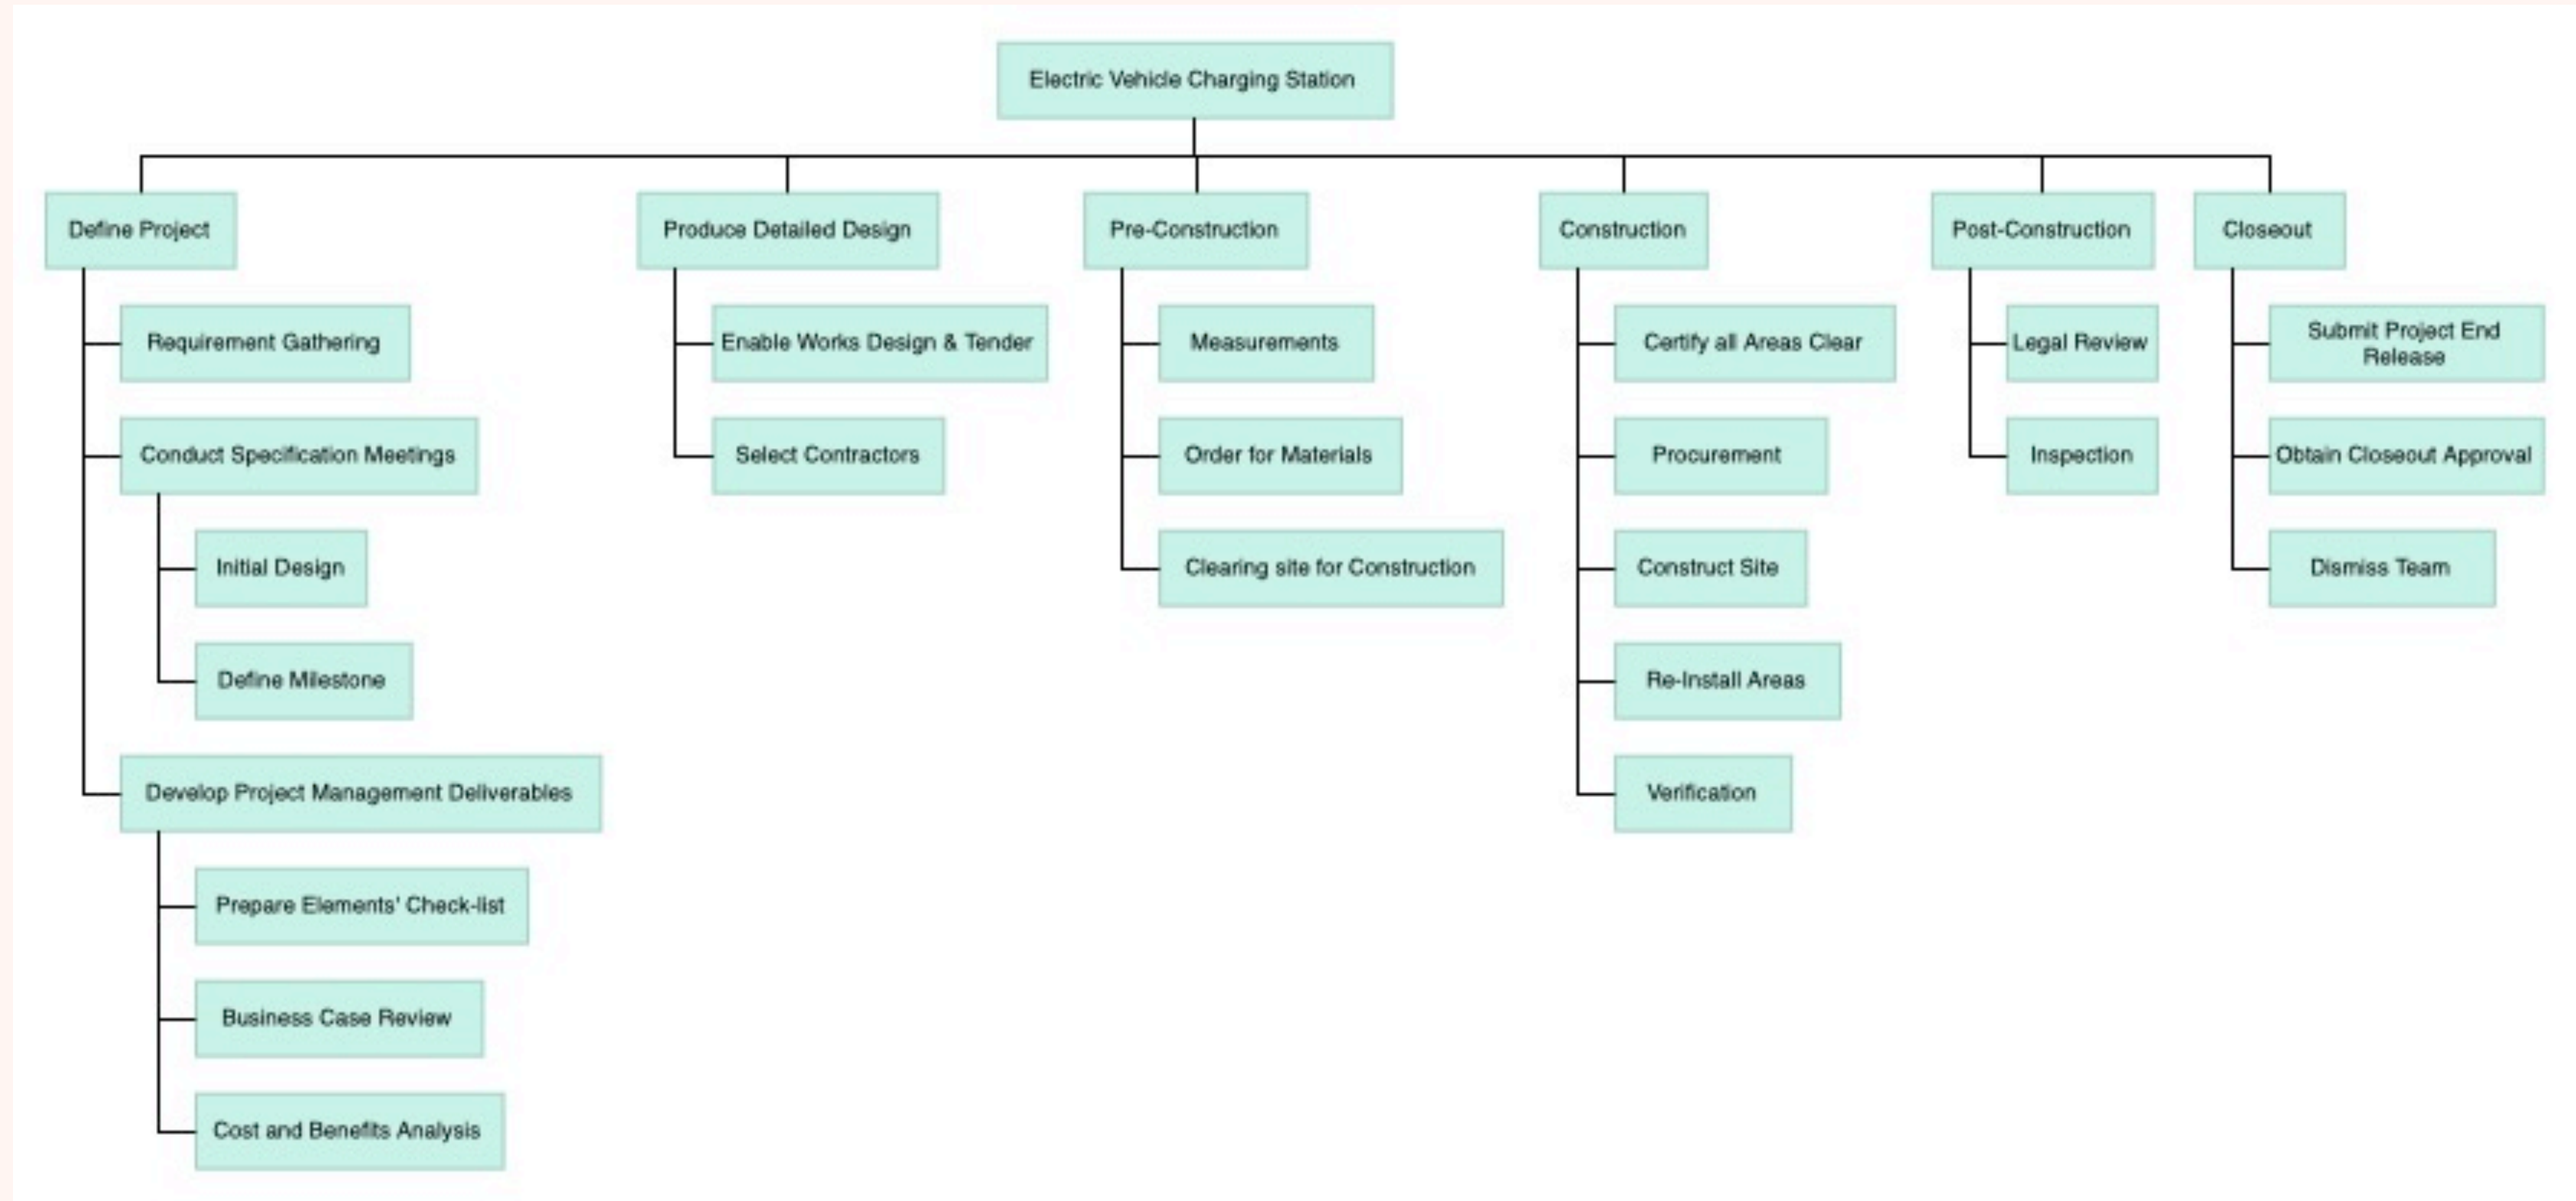 Electric Vehicle Charging Station
Define Project
Requirement Gathering
Conduct Specification Meetings
Initial Design
Define Milestone
Develop Project Management Deliverables
Prepare Elements' Check-list
Business Case Review
Cost and Benefits Analysis
Produce Detailed Design
Enable Works Design & Tender
Select Contractors
Pre-Construction
Measurements
Order for Materials
Clearing site for Construction
Construction
Certify all Areas Clear
Procurement
Construct Site
Re-Install Areas
Verification
Post-Construction
Legal Review
Inspection
Closeout
Submit Project End
Release
Obtain Closeout Approval
Dismiss Team